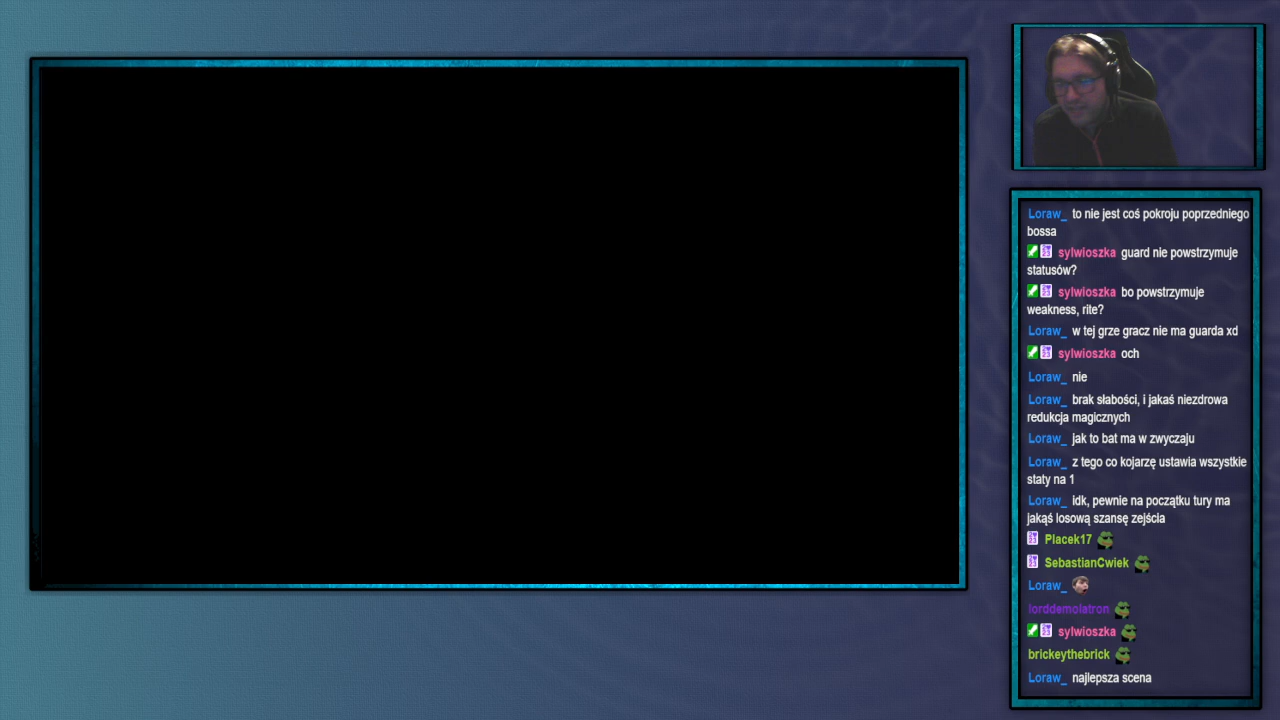 Loraw_ to nie jest coś pokroju poprzedniego
bossa
sylwioszka guard nie powstrzymuje
statusów?
sylwioszka bo powstrzymuje
weakness, rite?
Loraw_ w tej grze gracz nie ma guarda xd
sylwioszka och
Loraw_ nie
Loraw_ brak słabości, i jakaś niezdrowa
redukcja magicznych
Loraw_ jak to bat ma w zwyczaju
Loraw_ z tego co kojarzę ustawia wszystkie
staty na 1
Loraw_ idk, pewnie na początku tury ma
jakąś losową szansę zejścia
Placek17
SebastianCwiek
Loraw_
lorddemolatron
sylwioszka
brickeythebrick
Loraw_ najlepsza scena